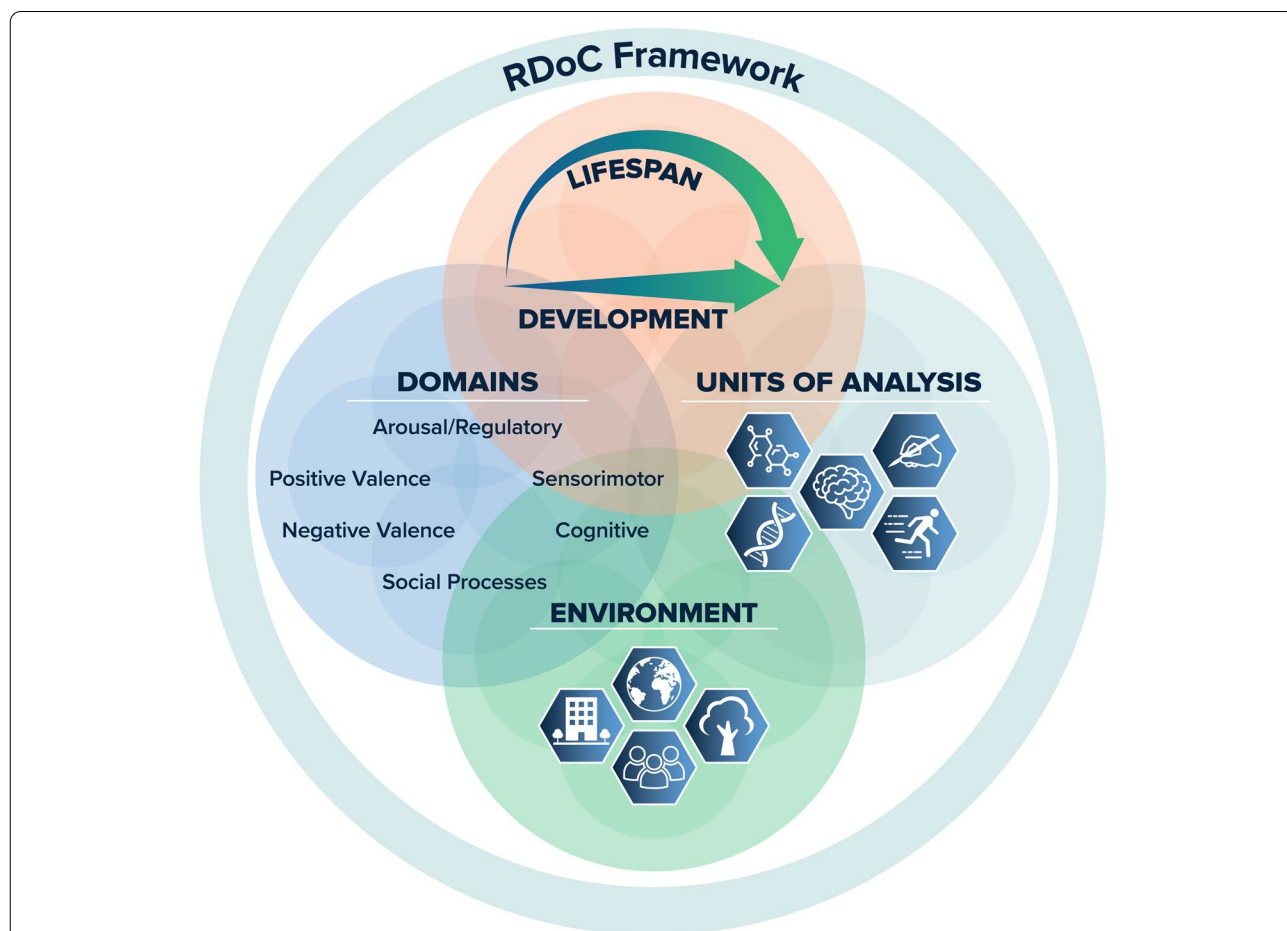 RDoC Framework
LIFESPAN
DEVELOPMENT
DOMAINS
Arousal/Regulatory
Positive Valence
Sensorimotor
Negative Valence
Cognitive
Social Processes
UNITS OF ANALYSIS
ENVIRONMENT